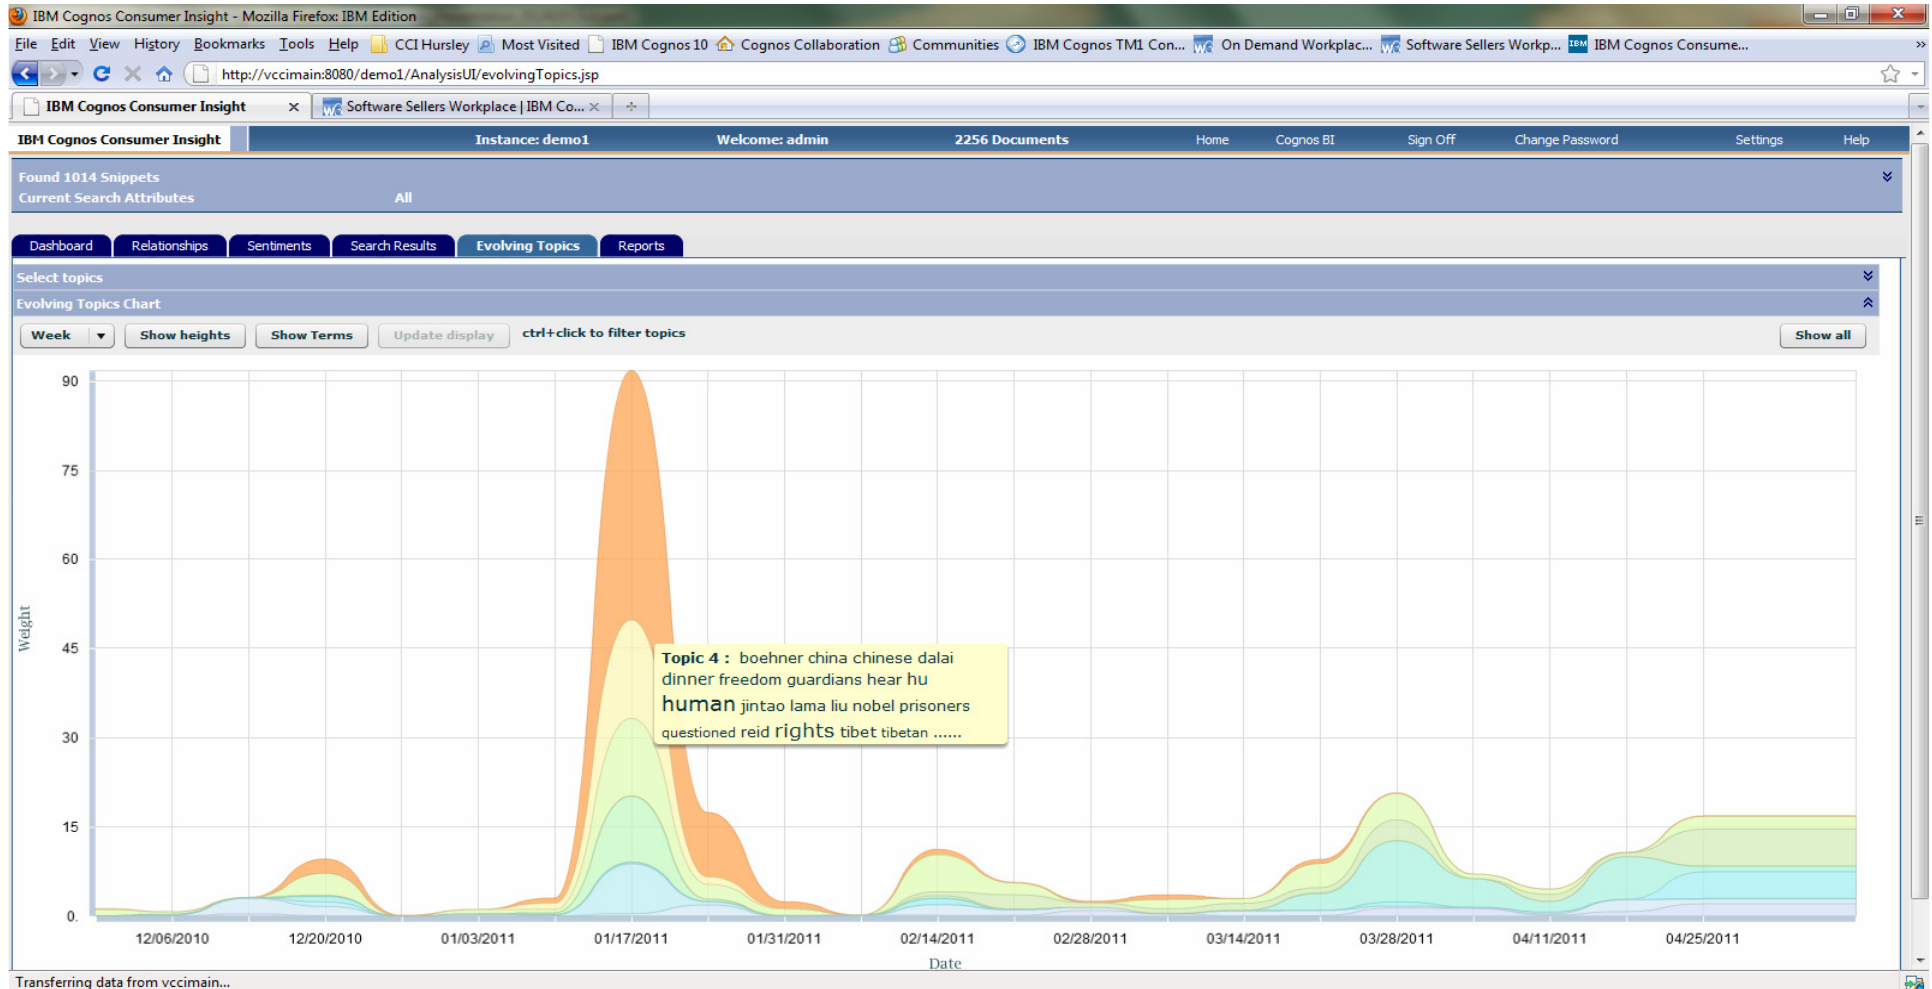 IBM Cognos Consumer Insight - Mozilla Firefox: IBM Edition
File Edit View History Bookmarks Tools Help CCI Hursley Most Visited IBM Cognos 10 Cognos Collaboration Communities IBM Cognos TM1 Con... On Demand Workplac... Software Sellers Workp... IBM IBM Cognos Consume... »
http://vccimain:8080/demo1/AnalysisUI/evolvingTopics.jsp
IBM Cognos Consumer Insight × Software Sellers Workplace | IBM Co... ×
IBM Cognos Consumer Insight Instance: demo1 Welcome: admin 2256 Documents Home Cognos BI Sign Off Change Password Settings Help
Found 1014 Snippets
Current Search Attributes All
Dashboard Relationships Sentiments Search Results Evolving Topics Reports
Select topics
Evolving Topics Chart
Week Show heights Show Terms Update display ctrl+click to filter topics Show all
90
75
60
45
30
15
0.
Weight
Topic 4 : boehner china chinese dalai
dinner freedom guardians hear hu
human jintao lama liu nobel prisoners
questioned reid rights tibet tibetan ......
12/06/2010 12/20/2010 01/03/2011 01/17/2011 01/31/2011 02/14/2011 02/28/2011 03/14/2011 03/28/2011 04/11/2011 04/25/2011
Date
Transferring data from vccimain...